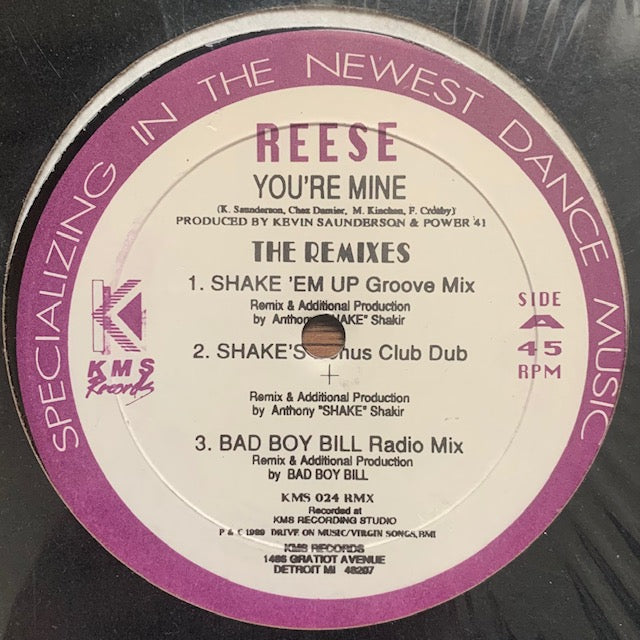 SPECIALIZING IN THE NEWEST DANCE MUSIC
REESE
YOU'RE MINE
(K. Saunderson, Chez Damier, M. Kinchen, F. Crosby)
PRODUCED BY KEVIN SAUNDERSON & POWER 41
THE REMIXES
1. SHAKE 'EM UP Groove Mix
Remix & Additional Production
by Anthony "SHAKE" Shakir
SIDE
A
45
RPM
K
KMS
Records
2. SHAKE'S Club Dub
Remix & Additional Production
by Anthony "SHAKE" Shakir
3. BAD BOY BILL Radio Mix
Remix & Additional Production
by BAD BOY BILL
KMS 024 RMX
Recorded at
KMS RECORDING STUDIO
P & C 1989 DRIVE ON MUSIC/VIRGIN SONGS, BMI
KMS RECORDS
1486 GRATIOT AVENUE
DETROIT MI 48207